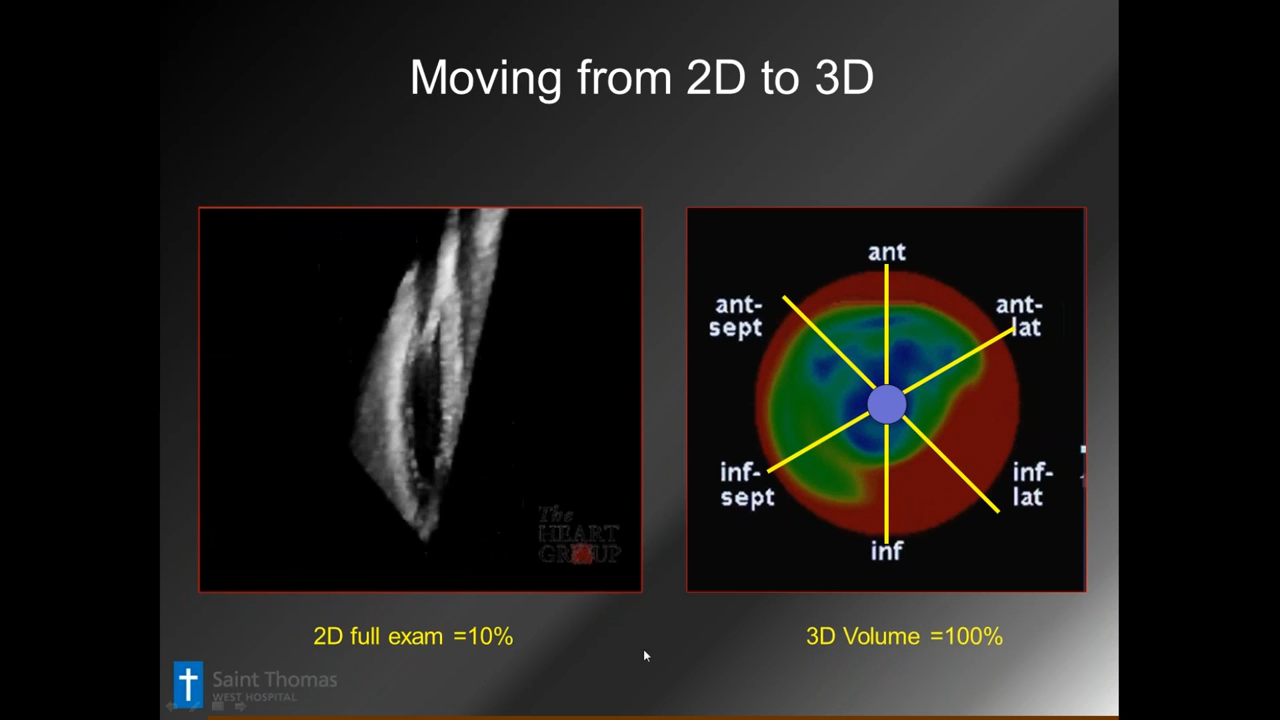 Moving from 2D to 3D
The
HEART
GROUP
ant
ant-
sept
ant-
lat
inf-
sept
inf-
lat
inf
2D full exam =10%
3D Volume =100%
Saint Thomas
WEST HOSPITAL